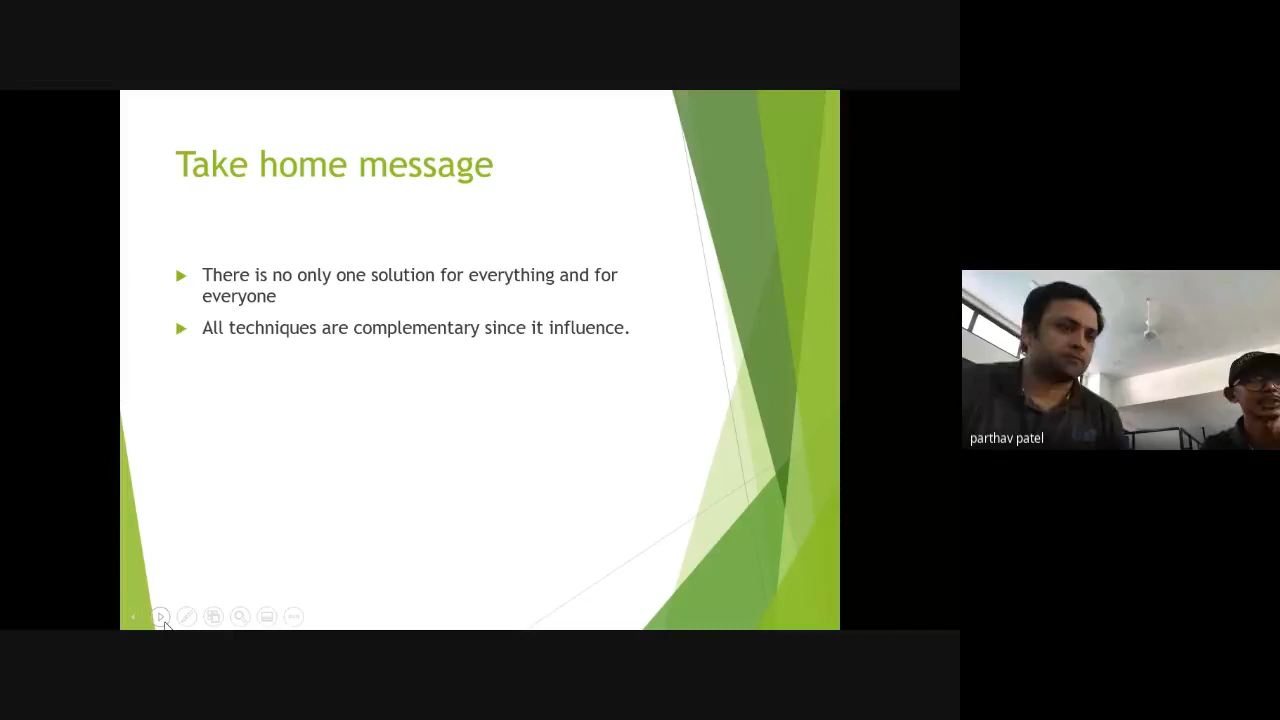 Take home message
There is no only one solution for everything and for
everyone
All techniques are complementary since it influence.
parthav patel